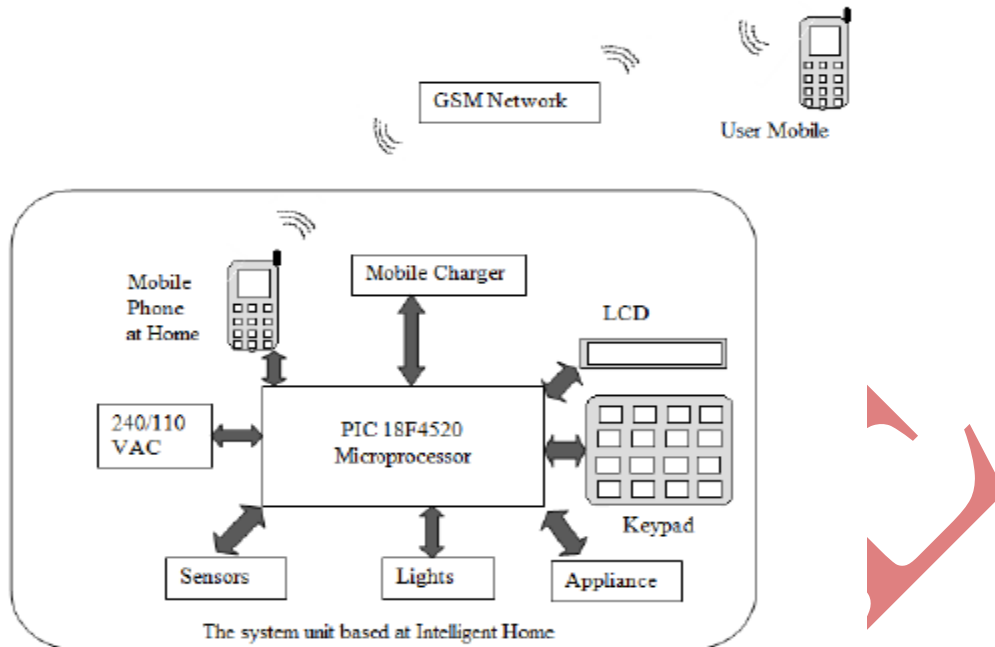 GSM Network
User Mobile
Mobile
Phone
at Home
Mobile Charger
LCD
240/110
VAC
PIC 18F4520
Microprocessor
Keypad
Sensors
Lights
Appliance
The system unit based at Intelligent Home